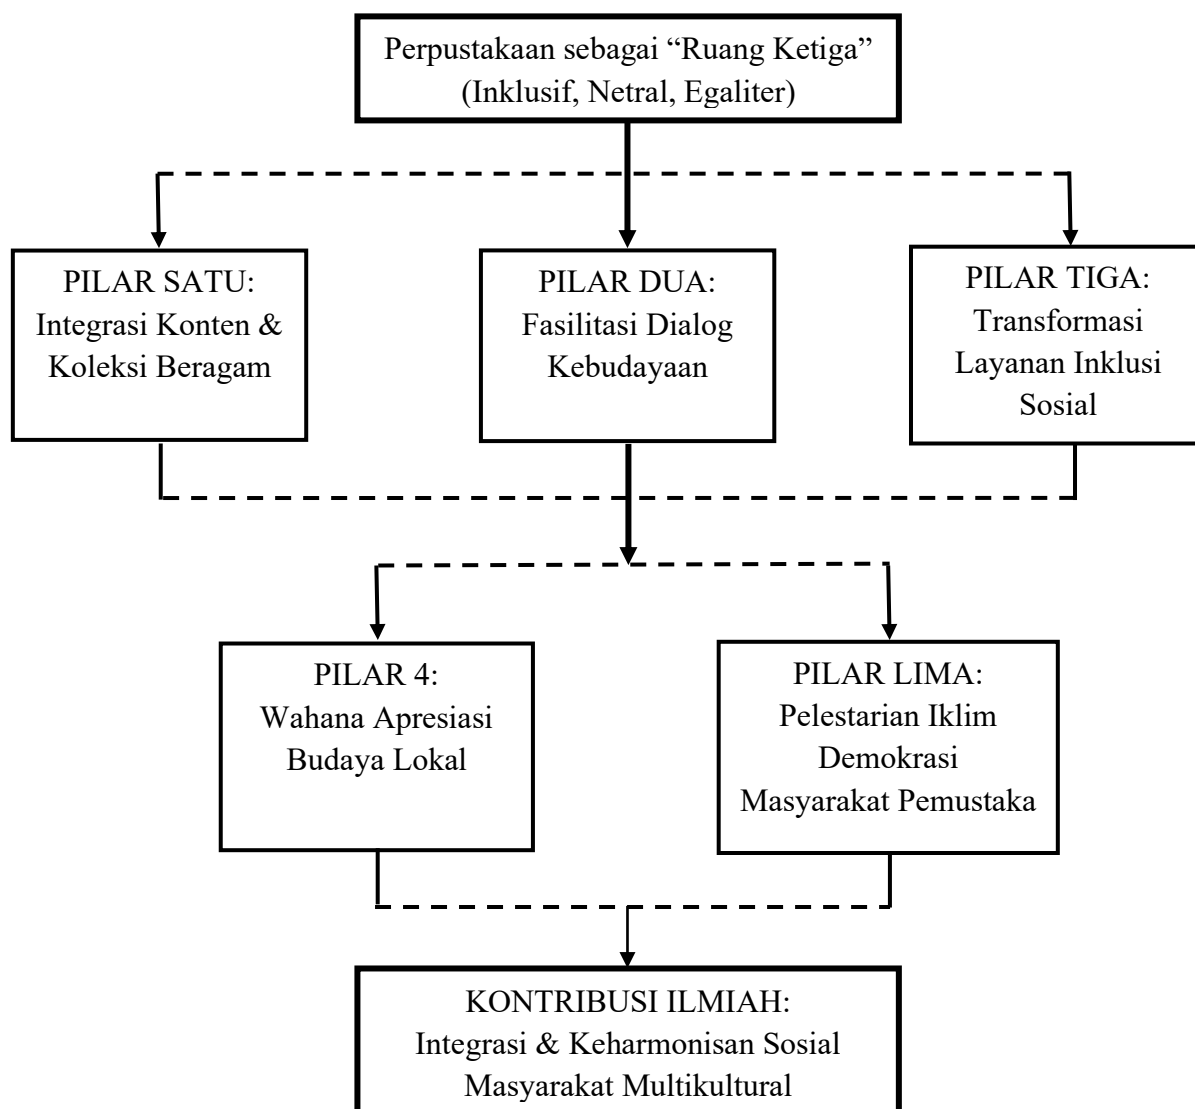 Perpustakaan sebagai “Ruang Ketiga”
(Inklusif, Netral, Egaliter)
PILAR SATU:
Integrasi Konten &
Koleksi Beragam
PILAR DUA:
Fasilitasi Dialog
Kebudayaan
PILAR TIGA:
Transformasi
Layanan Inklusi
Sosial
PILAR 4:
Wahana Apresiasi
Budaya Lokal
PILAR LIMA:
Pelestarian Iklim
Demokrasi
Masyarakat Pemustaka
KONTRIBUSI ILMIAH:
Integrasi & Keharmonisan Sosial
Masyarakat Multikultural